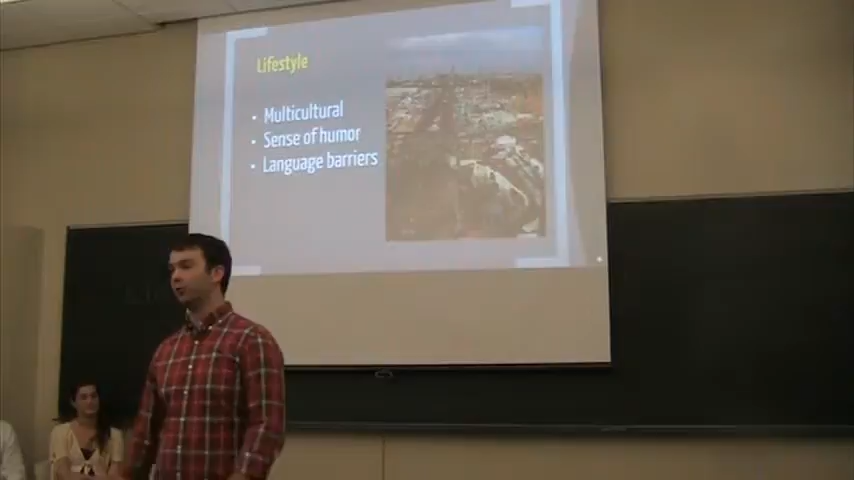 Lifestyle
• Multicultural
• Sense of humor
• Language barriers